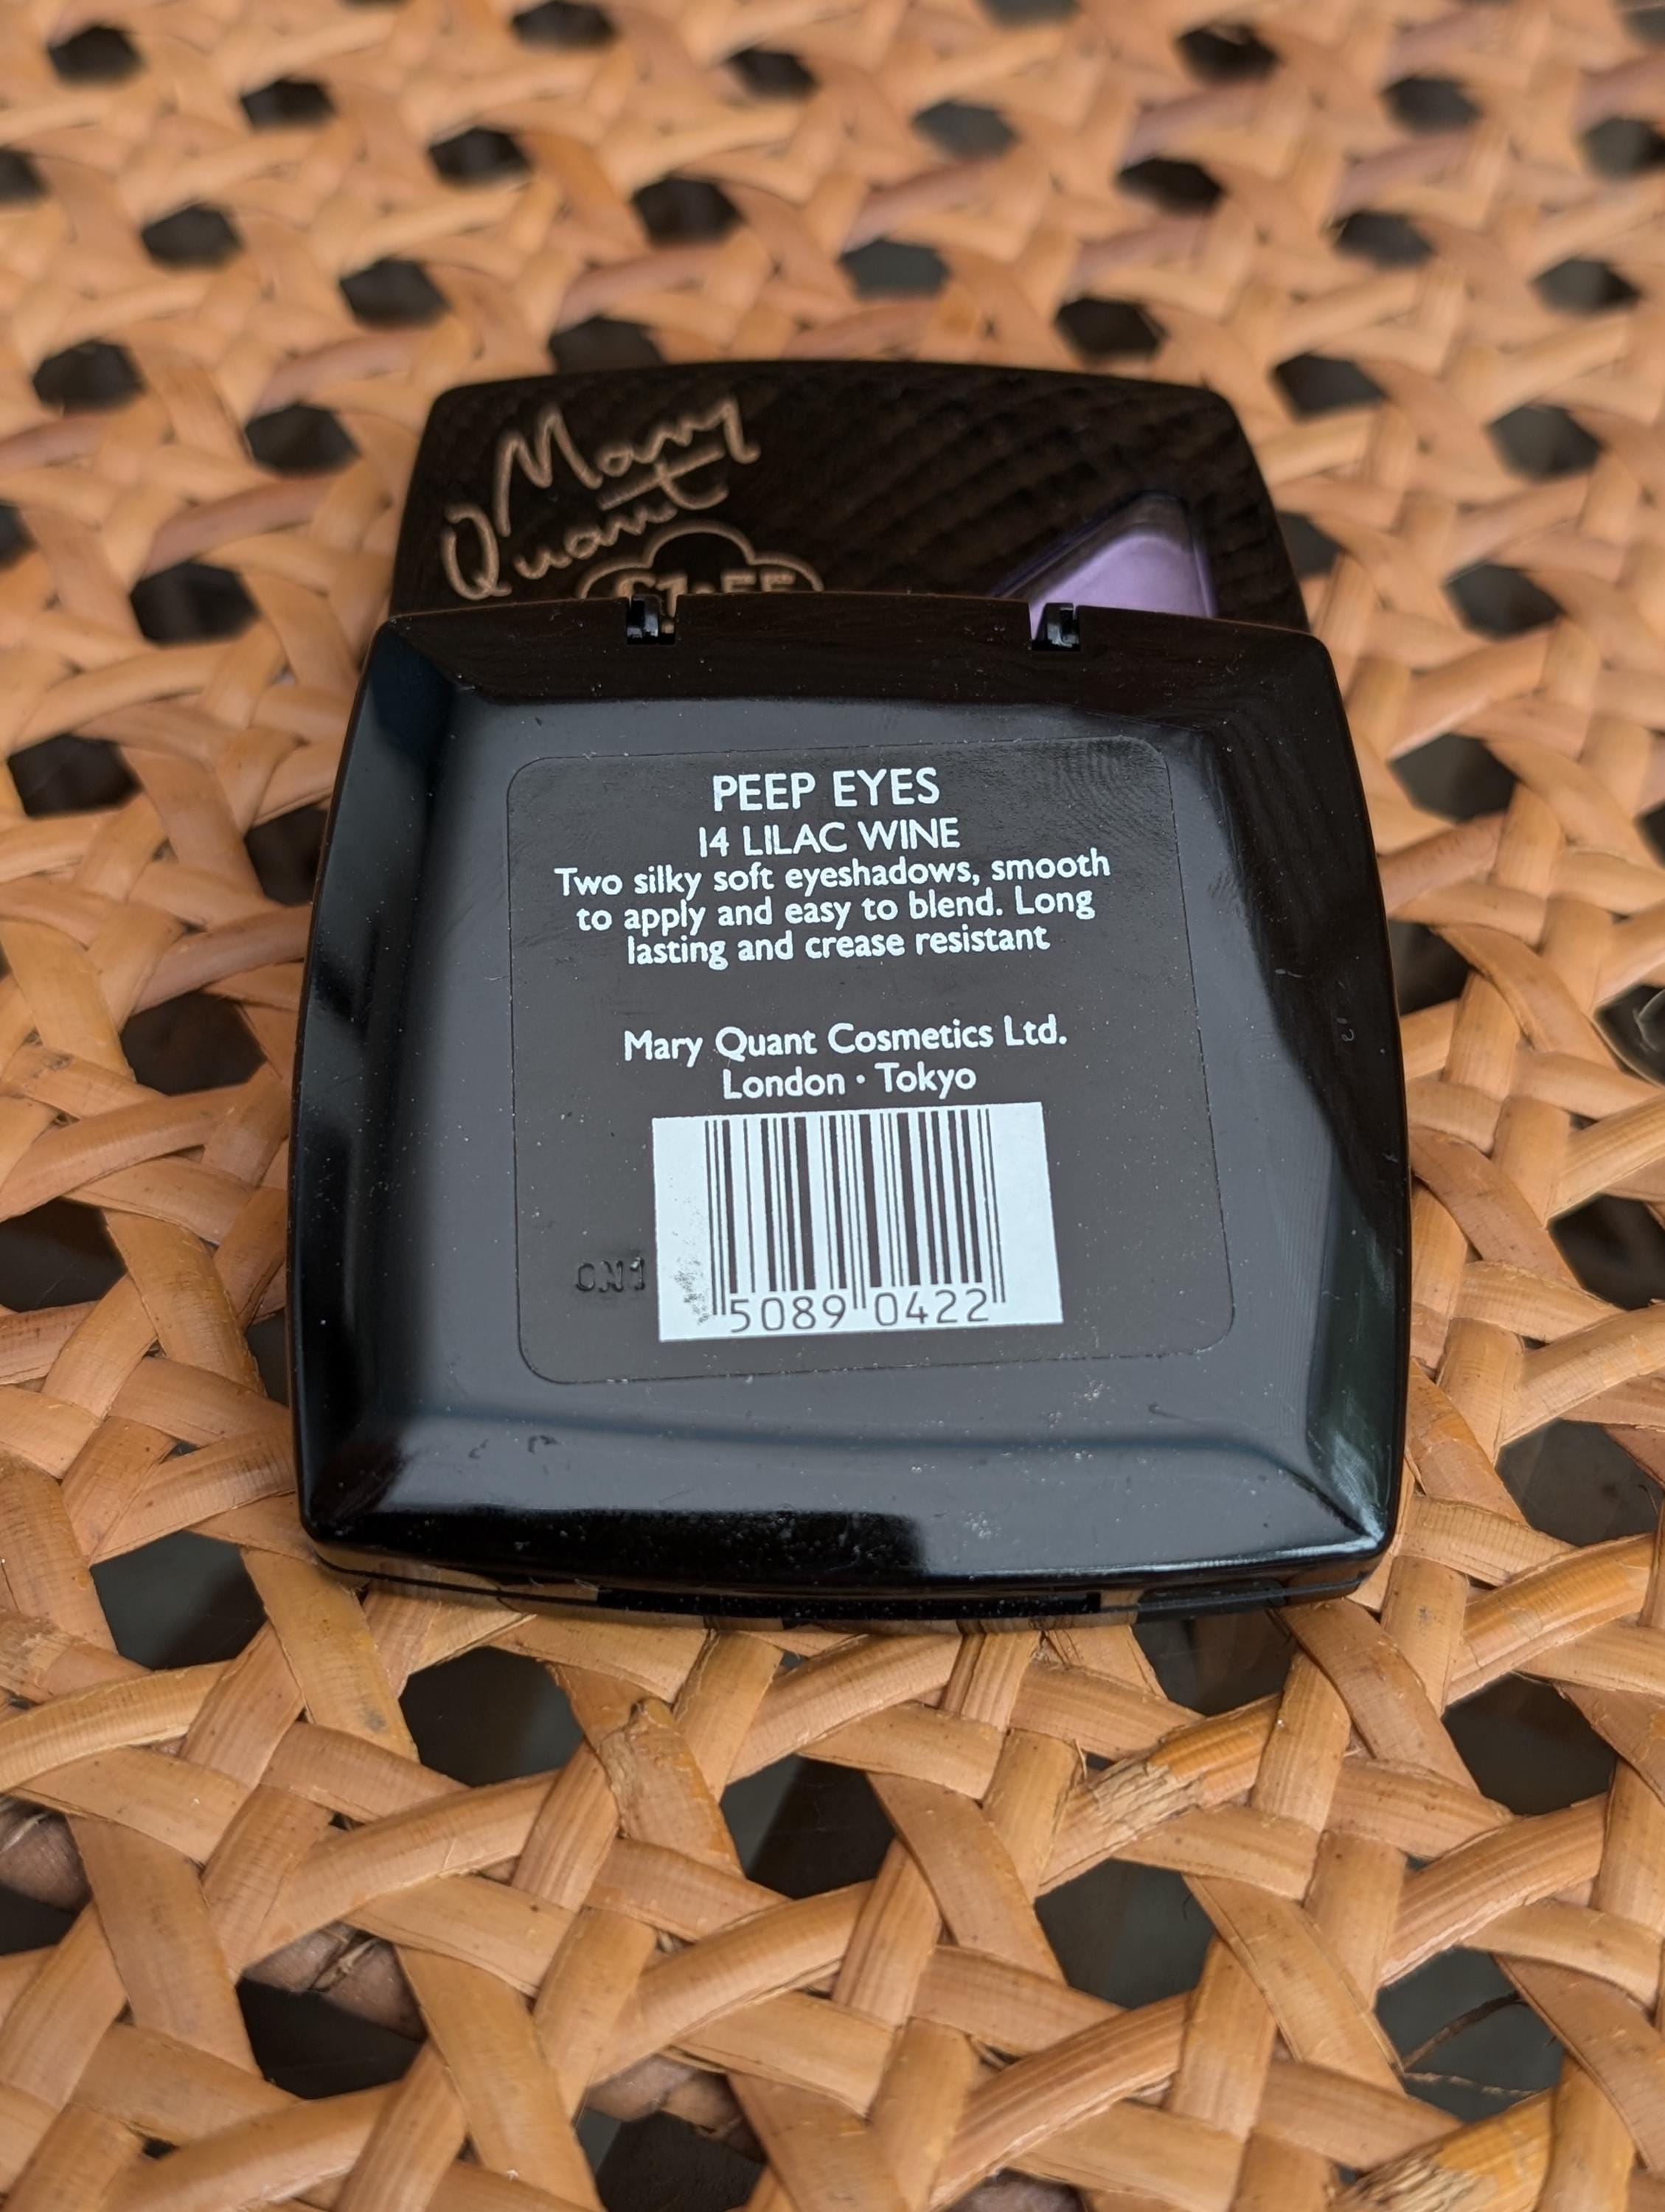 Mary
Quant
PEEP EYES
14 LILAC WINE
Two silky soft eyeshadows, smooth
to apply and easy to blend. Long
lasting and crease resistant
Mary Quant Cosmetics Ltd.
London • Tokyo
0N1
5089 0422